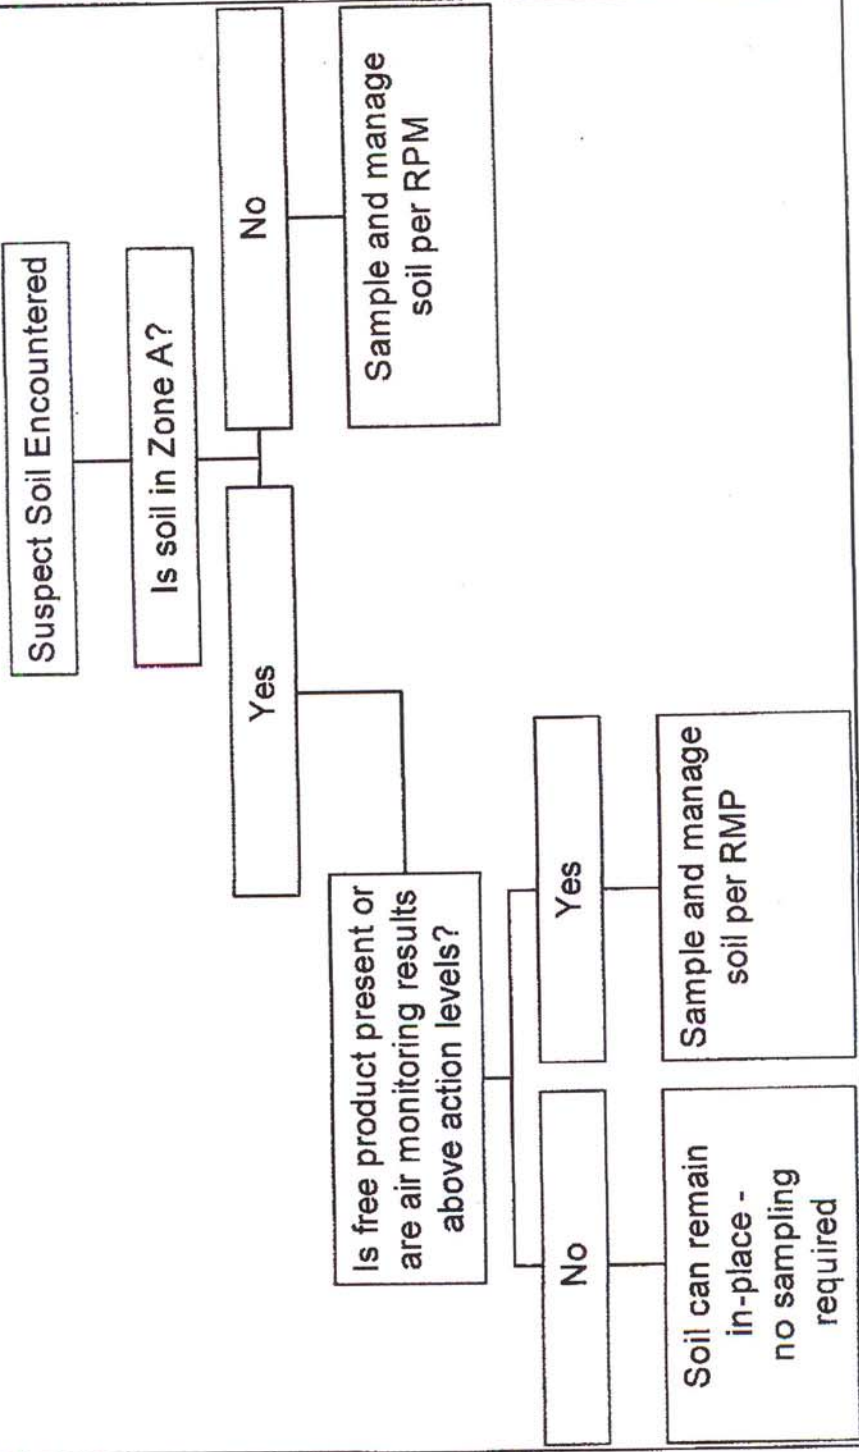 Suspect Soil Encountered
Is soil in Zone A?
Yes
No
Sample and manage
soil per RPM
Is free product present or
are air monitoring results
above action levels?
No
Yes
Soil can remain
in-place -
no sampling
required
Sample and manage
soil per RMP